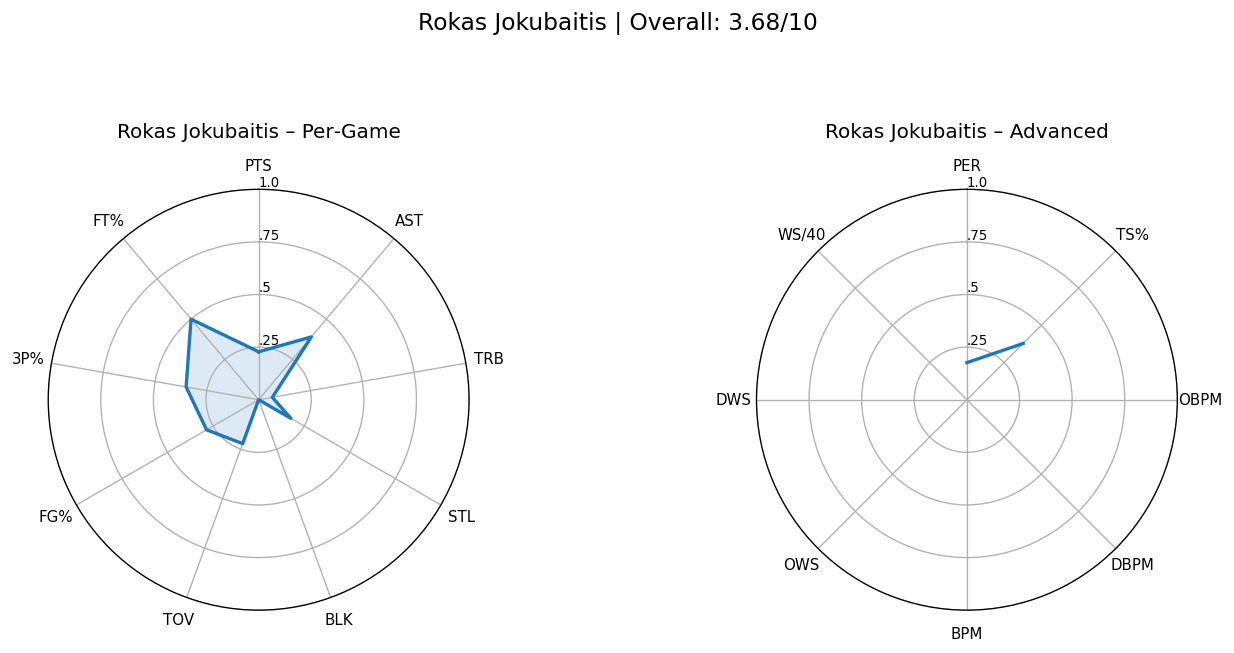 Rokas Jokubaitis | Overall: 3.68/10
Rokas Jokubaitis – Per-Game
PTS
1.0
.75
.5
.25
AST
TRB
STL
BLK
TOV
FG%
3P%
FT%
Rokas Jokubaitis – Advanced
PER
1.0
.75
.5
.25
TS%
OBPM
DBPM
BPM
OWS
DWS
WS/40